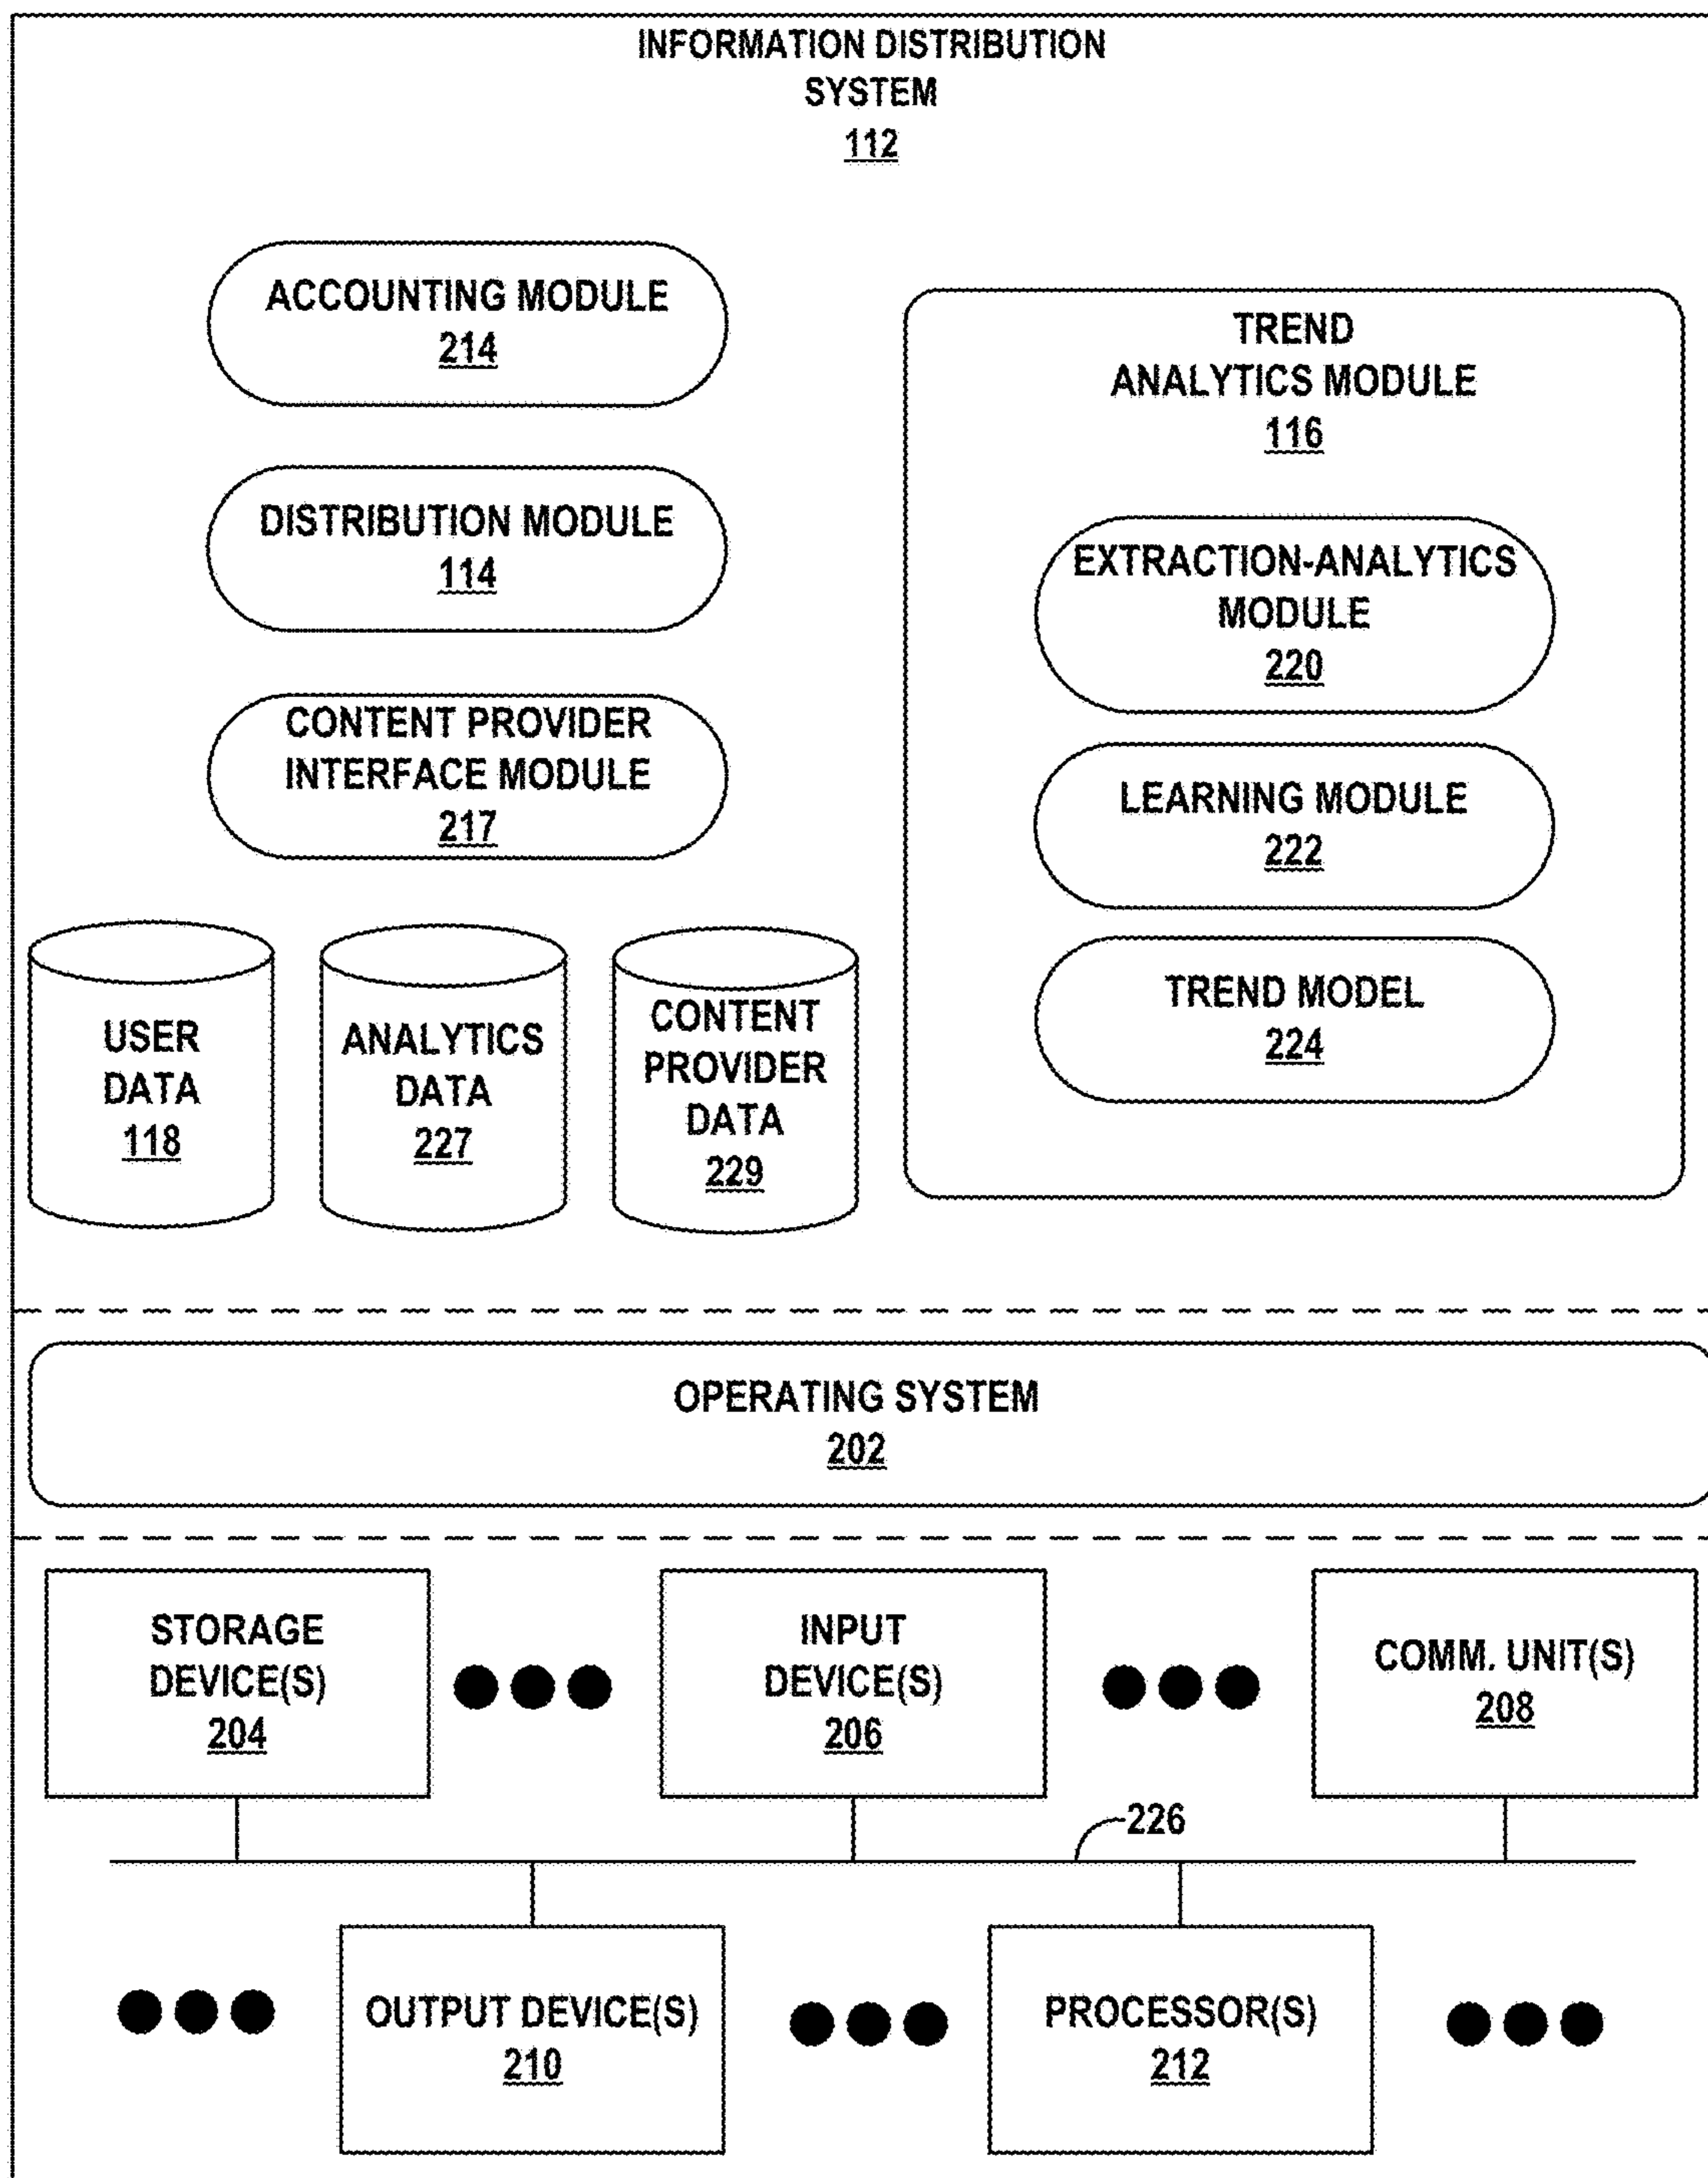 INFORMATION DISTRIBUTION
SYSTEM
112
ACCOUNTING MODULE
214
DISTRIBUTION MODULE
114
CONTENT PROVIDER
INTERFACE MODULE
217
USER
DATA
118
ANALYTICS
DATA
227
CONTENT
PROVIDER
DATA
229
TREND
ANALYTICS MODULE
116
EXTRACTION-ANALYTICS
MODULE
220
LEARNING MODULE
222
TREND MODEL
224
OPERATING SYSTEM
202
STORAGE
DEVICE(S)
204
INPUT
DEVICE(S)
206
COMM. UNIT(S)
208
226
OUTPUT DEVICE(S)
210
PROCESSOR(S)
212